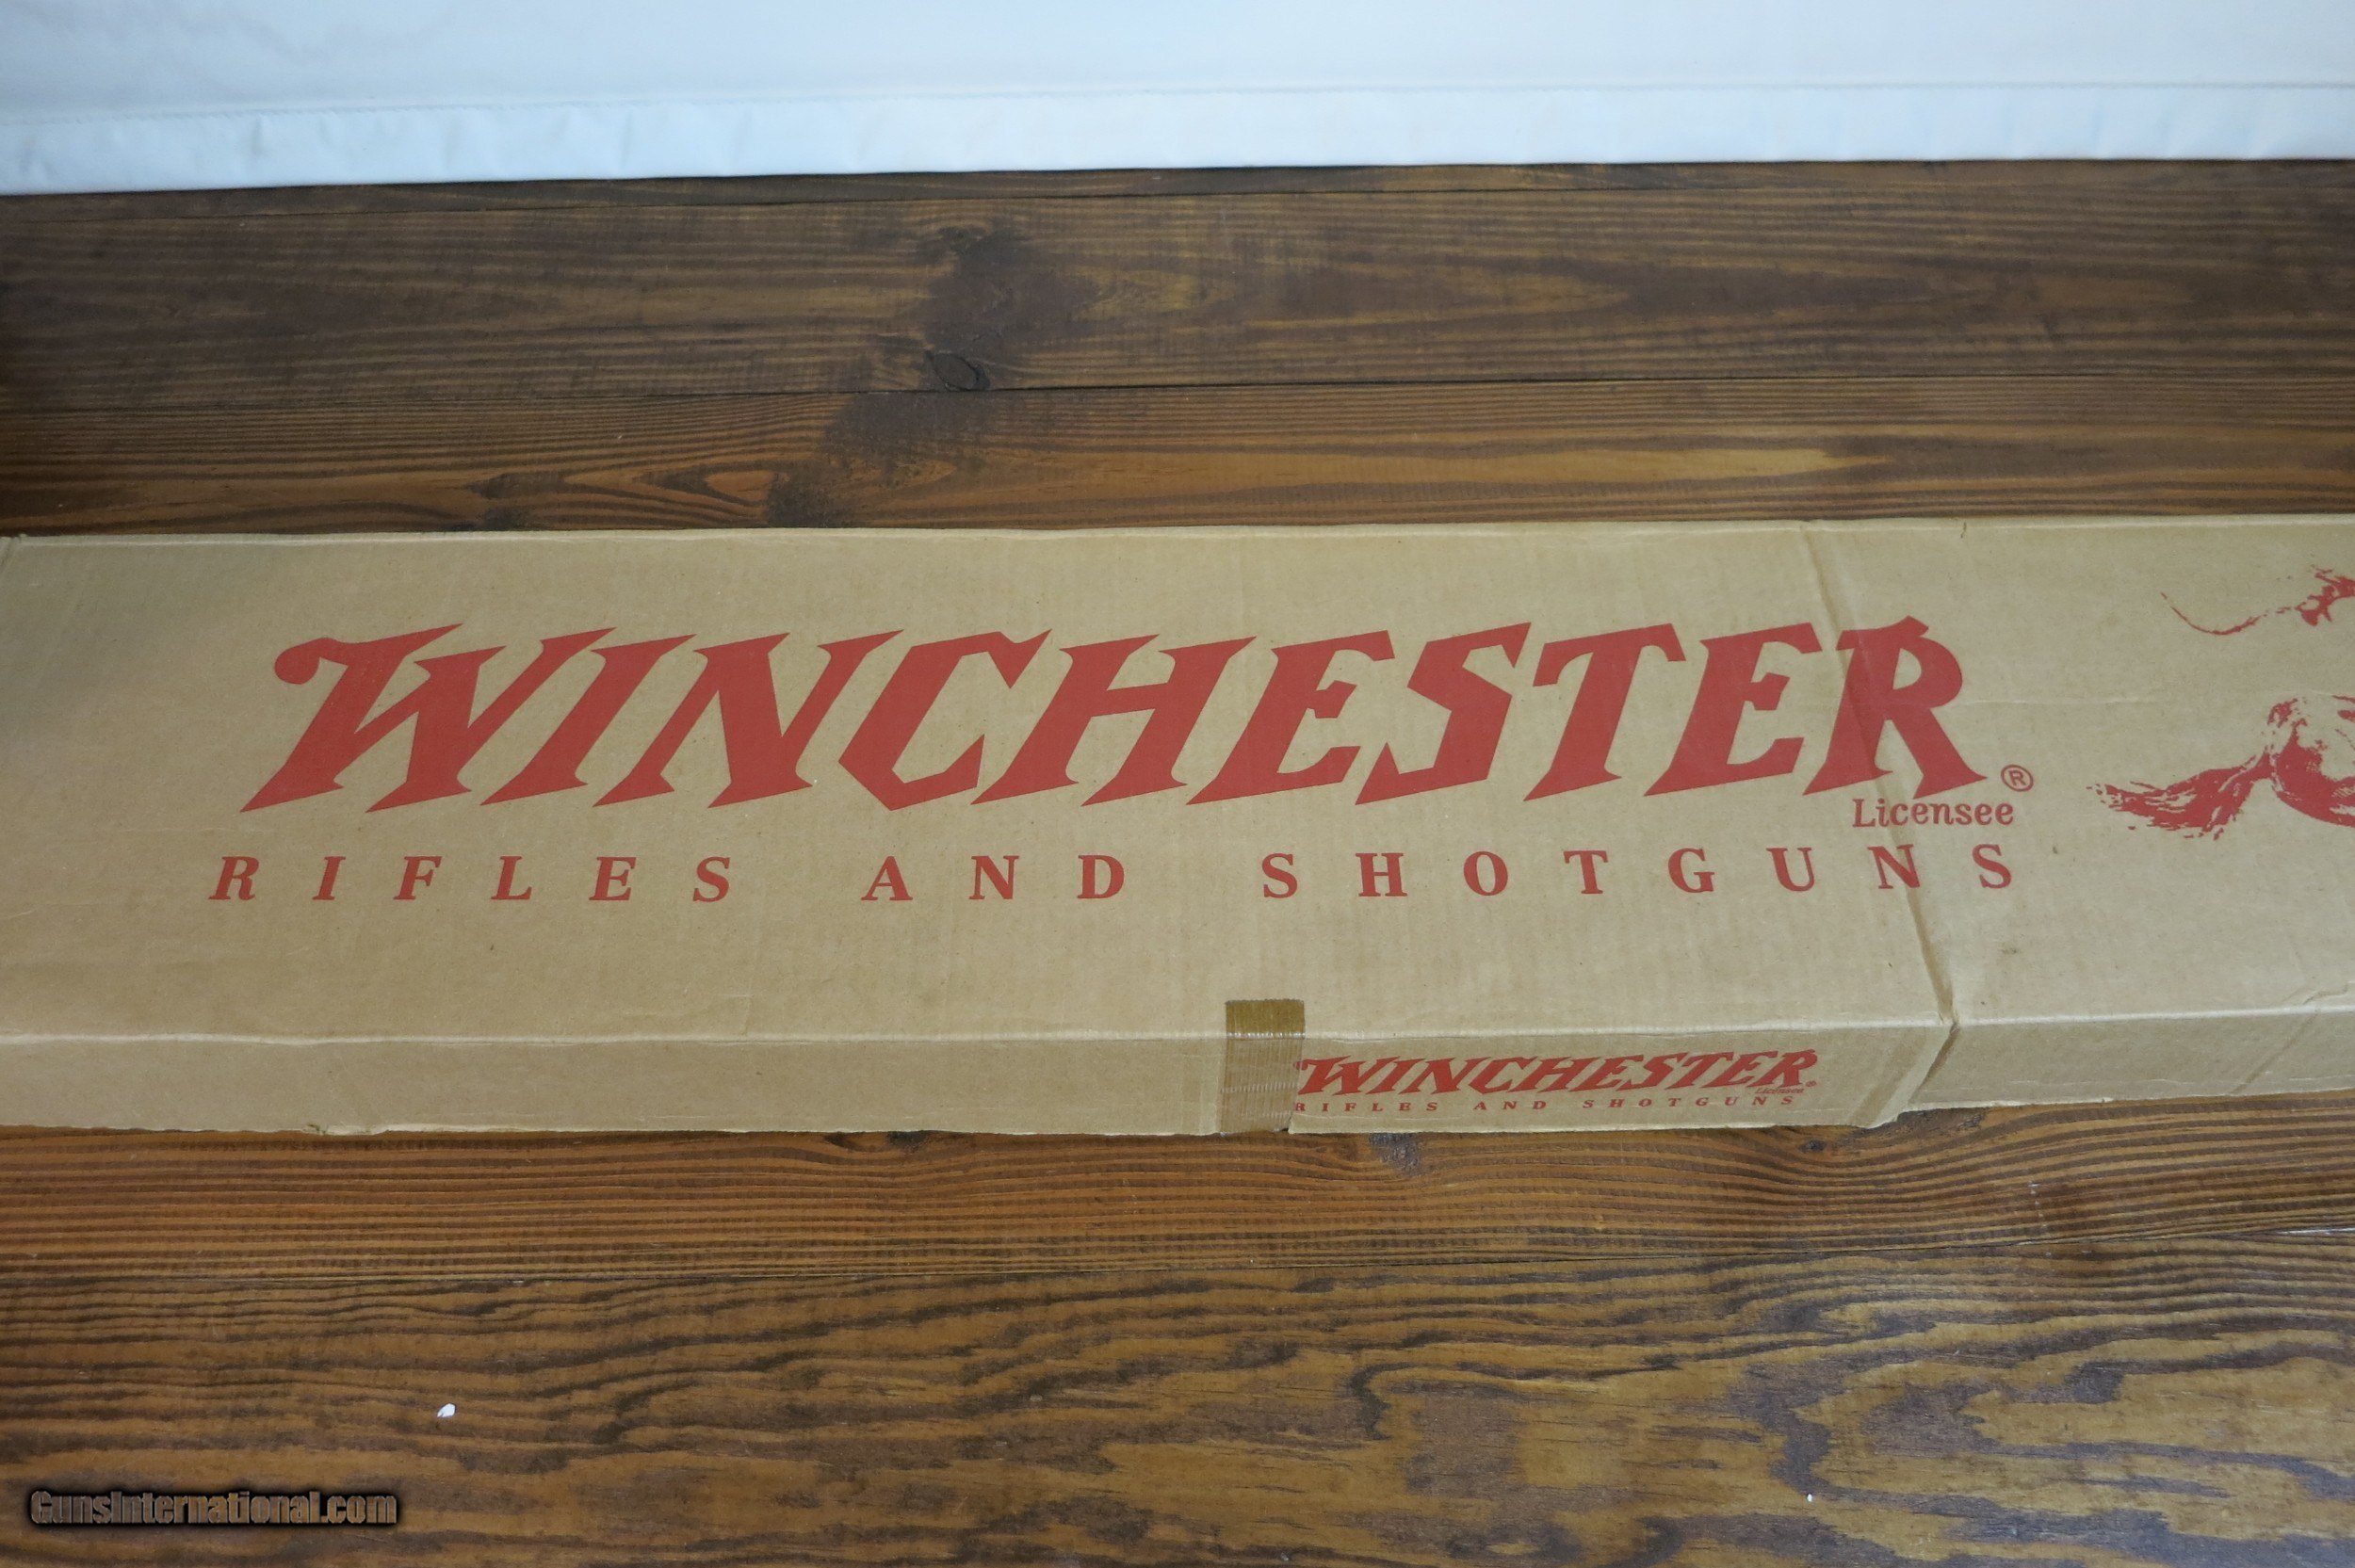 WINCHESTER®
Licensee
RIFLES AND SHOTGUNS
WINCHESTER®
Licensee
RIFLES AND SHOTGUNS
GunsInternational.com